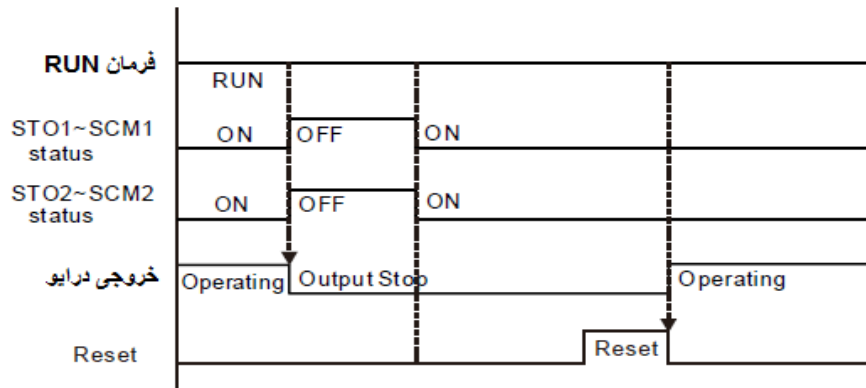 فرمان RUN
RUN
STO1~SCM1
status
ON OFF ON
STO2~SCM2
status
ON OFF ON
خروجی درایو
Operating Output Stop Operating
Reset
Reset